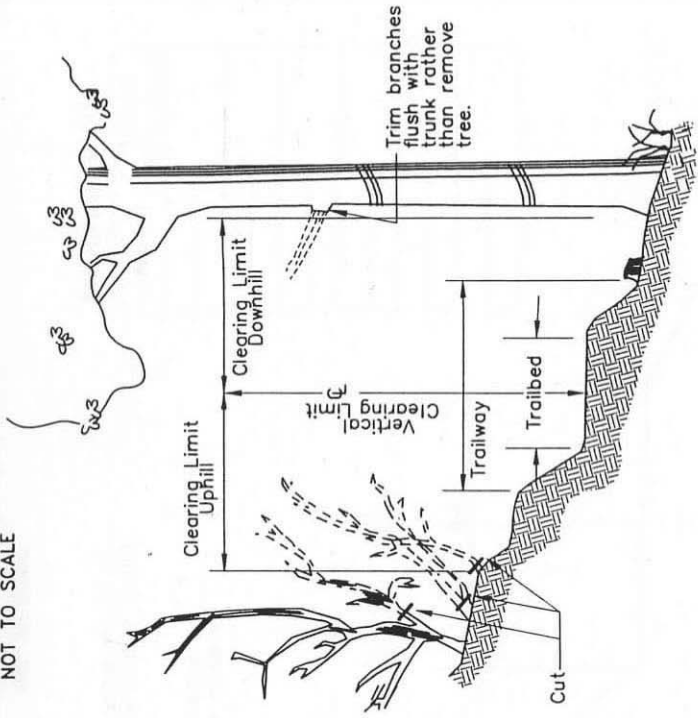 NOT TO SCALE
Clearing Limit
Uphill
Clearing Limit
Downhill
Vertical
Clearing Limit
℄
Trim branches
flush with
trunk rather
than remove
tree.
Trailway
Trailbed
Cut